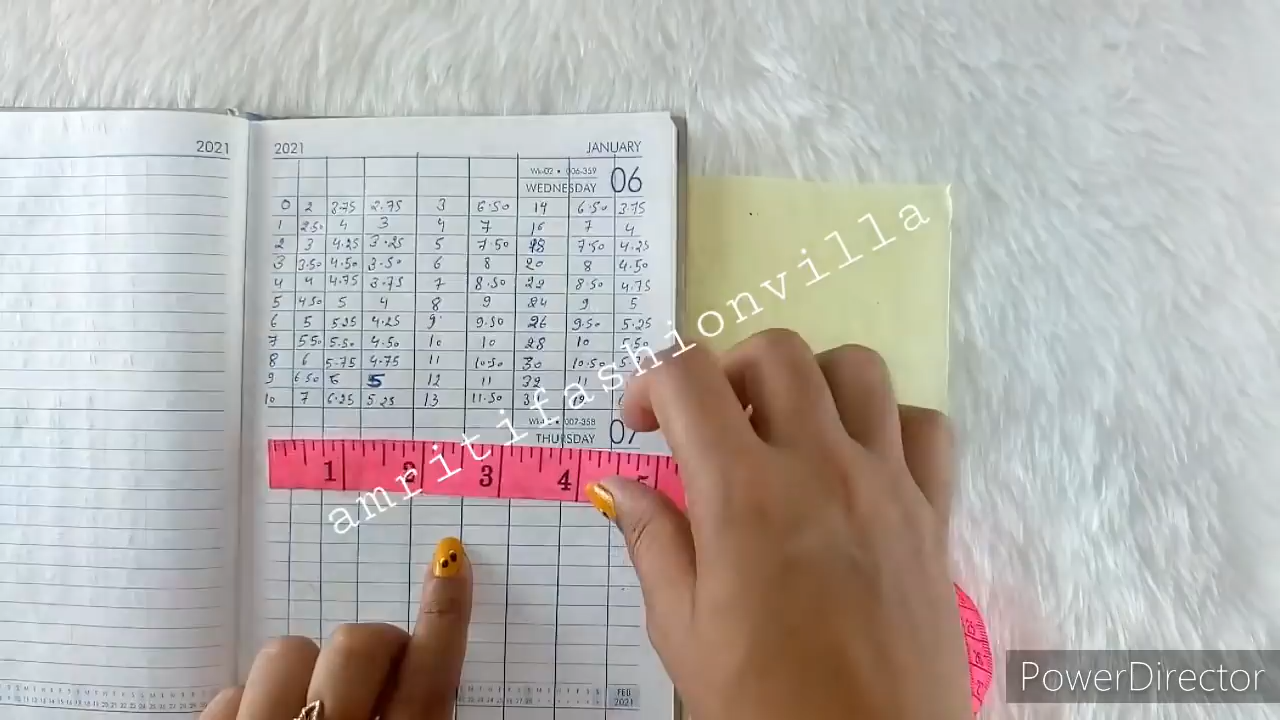 2021
2021 JANUARY
Wk-02 • 006-359
WEDNESDAY 06
0 2 3.75 2.75 3 6.50 14 6.50 3.75
1 2.50 4 3 4 7 16 7 4
2 3 4.25 3.25 5 7.50 18 7.50 4.25
3 3.50 4.50 3.50 6 8 20 8 4.50
4 4 4.75 3.75 7 8.50 22 8.50 4.75
5 4.50 5 4 8 9 24 9 5
6 5 5.25 4.25 9 9.50 26 9.50 5.25
7 5.50 5.50 4.50 10 10 28 10 5.50
8 6 5.75 4.75 11 10.50 30 10.50
9 6.50 6 5 12 11 32 11
10 7 6.25 5.25 13 11.50
007-358
THURSDAY 07
1 2 3 4 5
amritifashionvilla
FEB
2021
PowerDirector